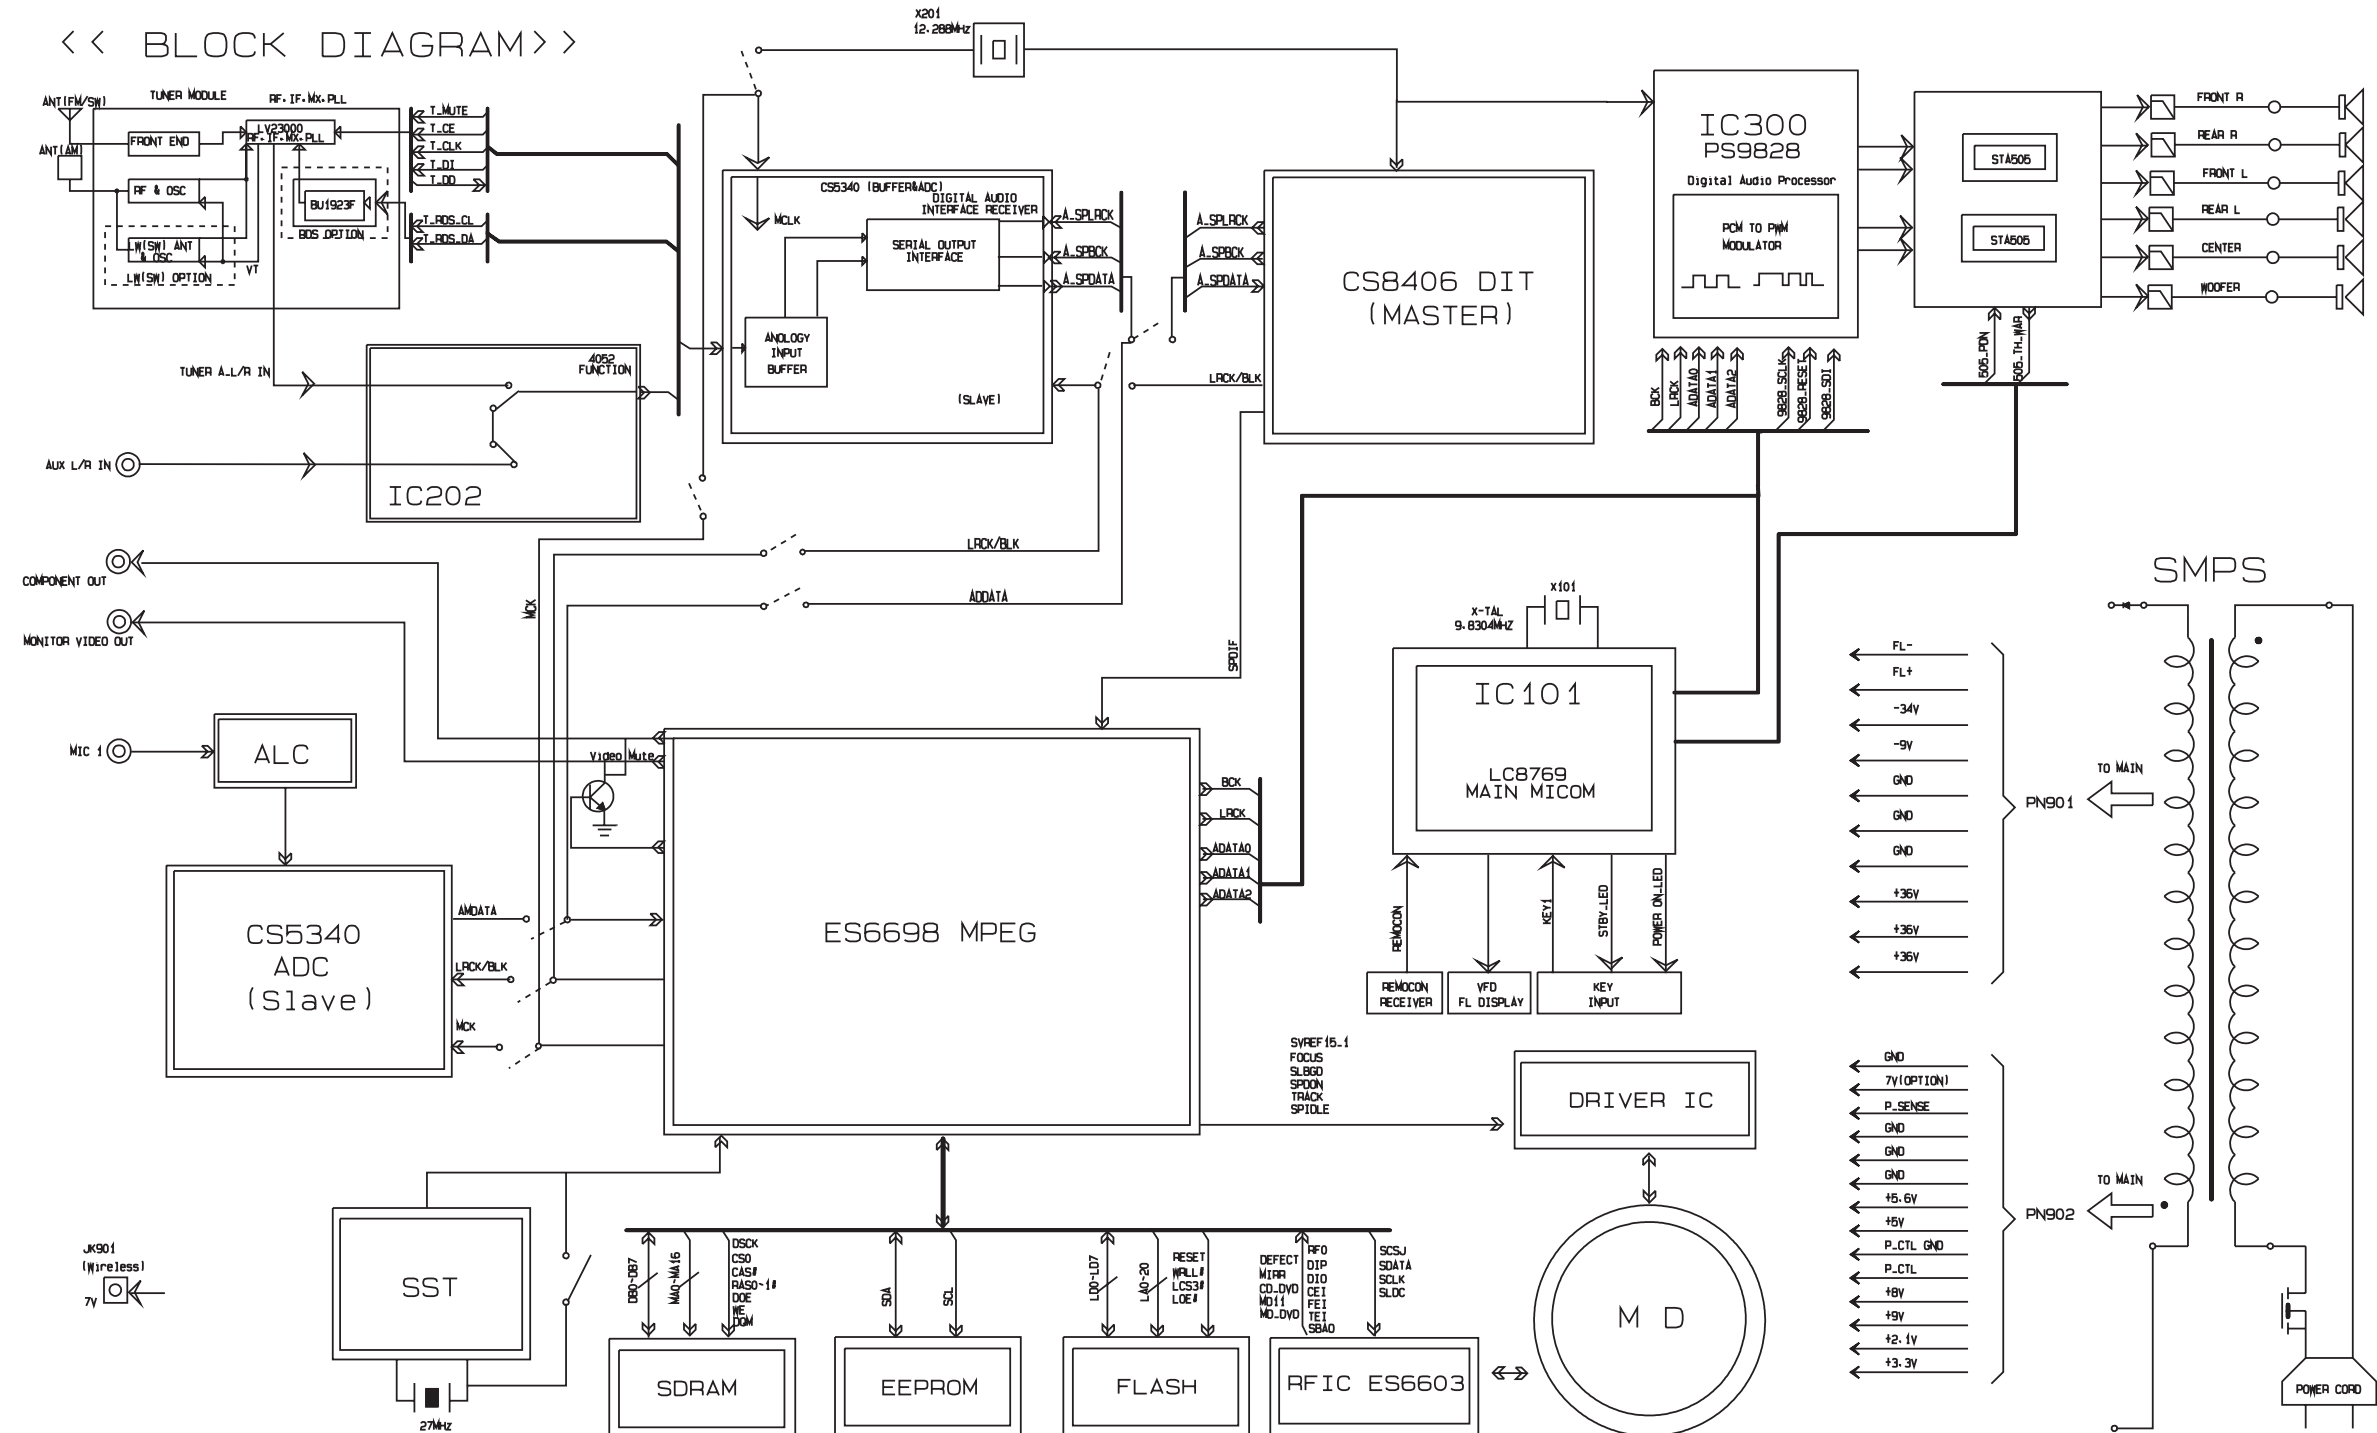 << BLOCK DIAGRAM>>
X201
12.288MHz
TUNER MODULE
RF.IF.MX.PLL
ANT(FM/SW)
ANT(AM)
FRONT END
LV23000
RF.IF.MX.PLL
RF & OSC
BU1923F
BDS OPTION
LW(SW) ANT
& OSC
LW(SW) OPTION
VT
T_MUTE
T_CE
T_CLK
T_DI
T_DO
T_RDS_CL
T_RDS_DA
TUNER A_L/R IN
AUX L/R IN
4052
FUNCTION
IC202
CS5340 (BUFFER&ADC)
DIGITAL AUDIO
INTERFACE RECEIVER
MCLK
SERIAL OUTPUT
INTERFACE
ANOLOGY
INPUT
BUFFER
(SLAVE)
A_SPLRCK
A_SPBCK
A_SPDATA
A_SPLRCK
A_SPBCK
A_SPDATA
LRCK/BLK
CS8406 DIT
(MASTER)
IC300
PS9828
Digital Audio Processor
PCM TO PWM
MODULATOR
BCK
LRCK
ADATA0
ADATA1
ADATA2
9828_SCLK
9828_RESET
9828_SDI
STA505
STA505
505_PDN
505_TH_WAR
FRONT R
REAR R
FRONT L
REAR L
CENTER
WOOFER
COMPONENT OUT
MONITOR VIDEO OUT
MIC 1
ALC
MCK
LRCK/BLK
ADDATA
SPDIF
Video Mute
CS5340
ADC
(Slave)
AMDATA
LRCK/BLK
MCK
ES6698 MPEG
BCK
LRCK
ADATA0
ADATA1
ADATA2
X101
X-TAL
9.8304MHZ
IC101
LC8769
MAIN MICOM
REMOCON
KEY1
STBY_LED
POWER ON_LED
REMOCON
RECEIVER
VFD
FL DISPLAY
KEY
INPUT
SVREF15_1
FOCUS
SLBGD
SPDON
TRACK
SPIDLE
DRIVER IC
M D
SMPS
FL-
FL+
-34V
-9V
GND
GND
GND
+36V
+36V
+36V
PN901
TO MAIN
GND
7V(OPTION)
P_SENSE
GND
GND
GND
+5.6V
+5V
P_CTL GND
P_CTL
+8V
+9V
+2.1V
+3.3V
PN902
TO MAIN
POWER CORD
JK901
(Wireless)
7V
SST
27MHz
DB0-DB7
MA0-MA16
DSCK
CS0
CAS#
RAS0-1#
DOE
WE
DQM
SDRAM
SDA
SCL
EEPROM
LD0-LD7
LA0-20
RESET
WRLL#
LCS3#
LOE#
FLASH
DEFECT
MIRR
CD_DVD
MD11
MD_DVD
RFO
DIP
DIO
CEI
FEI
TEI
SBAO
SCSJ
SDATA
SCLK
SLDC
RFIC ES6603